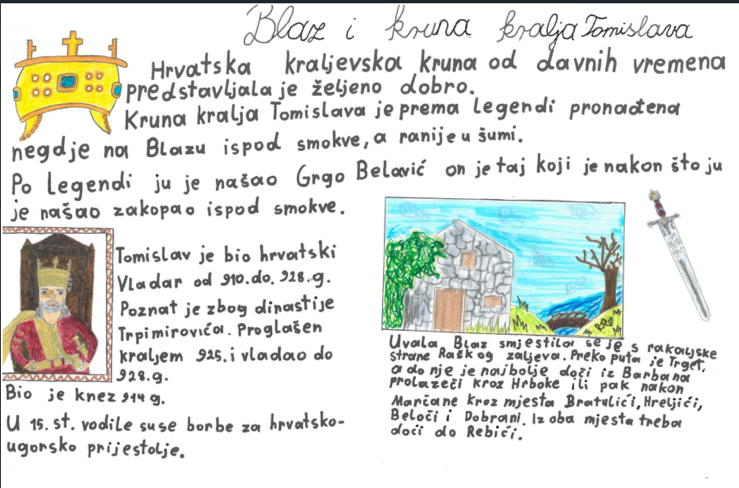 Blaz i kruna kralja Tomislava
Hrvatska kraljevska kruna od davnih vremena
predstavljala je željeno dobro.
Kruna kralja Tomislava je prema legendi pronađena
negdje na Blazu ispod smokve, a ranije u šumi.
Po legendi ju je našao Grgo Belavić on je taj koji je nakon što ju
je našao zakopao ispod smokve.
Tomislav je bio hrvatski
Vladar od 910. do. 928. g.
Poznat je zbog dinastije
Trpimirovića. Proglašen
kraljem 925. i vladao do
928. g.
Bio je knez 914 g.
U 15. st. vodile su se borbe za hrvatsko-
ugorsko prijestolje.
Uvala Blaz smjestila se je s rakaljske
strane Raškog zaljeva. Preko puta je Trget,
a do nje je najbolje doći iz Barbana
prolazeći kroz Hrboke ili pak nakon
Marčane kroz mjesta Bratulići, Hreljići,
Beloći i Dobrani. Iz oba mjesta treba
doći do Rebići.